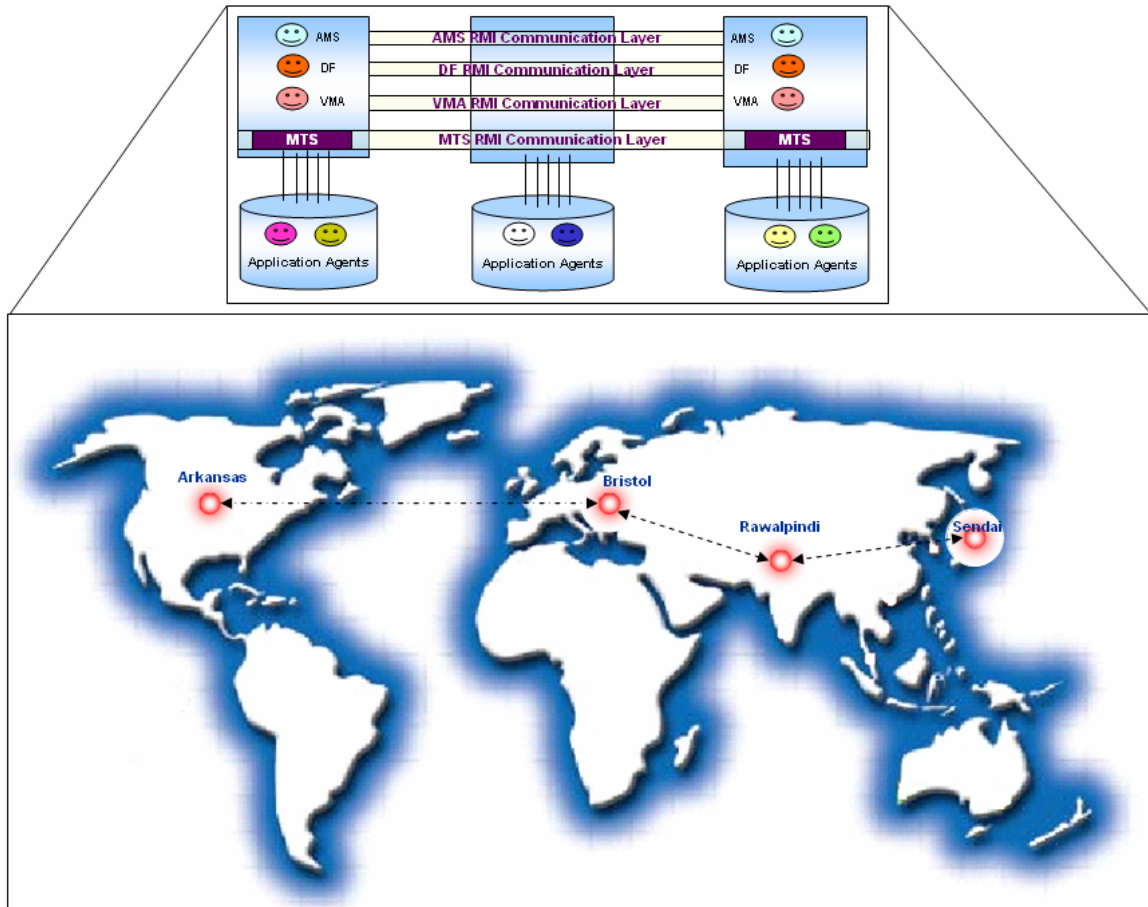 AMS AMS RMI Communication Layer AMS
DF DF RMI Communication Layer DF
VMA VMA RMI Communication Layer VMA
MTS MTS RMI Communication Layer MTS
Application Agents Application Agents Application Agents
Arkansas Bristol
Rawalpindi Sendai